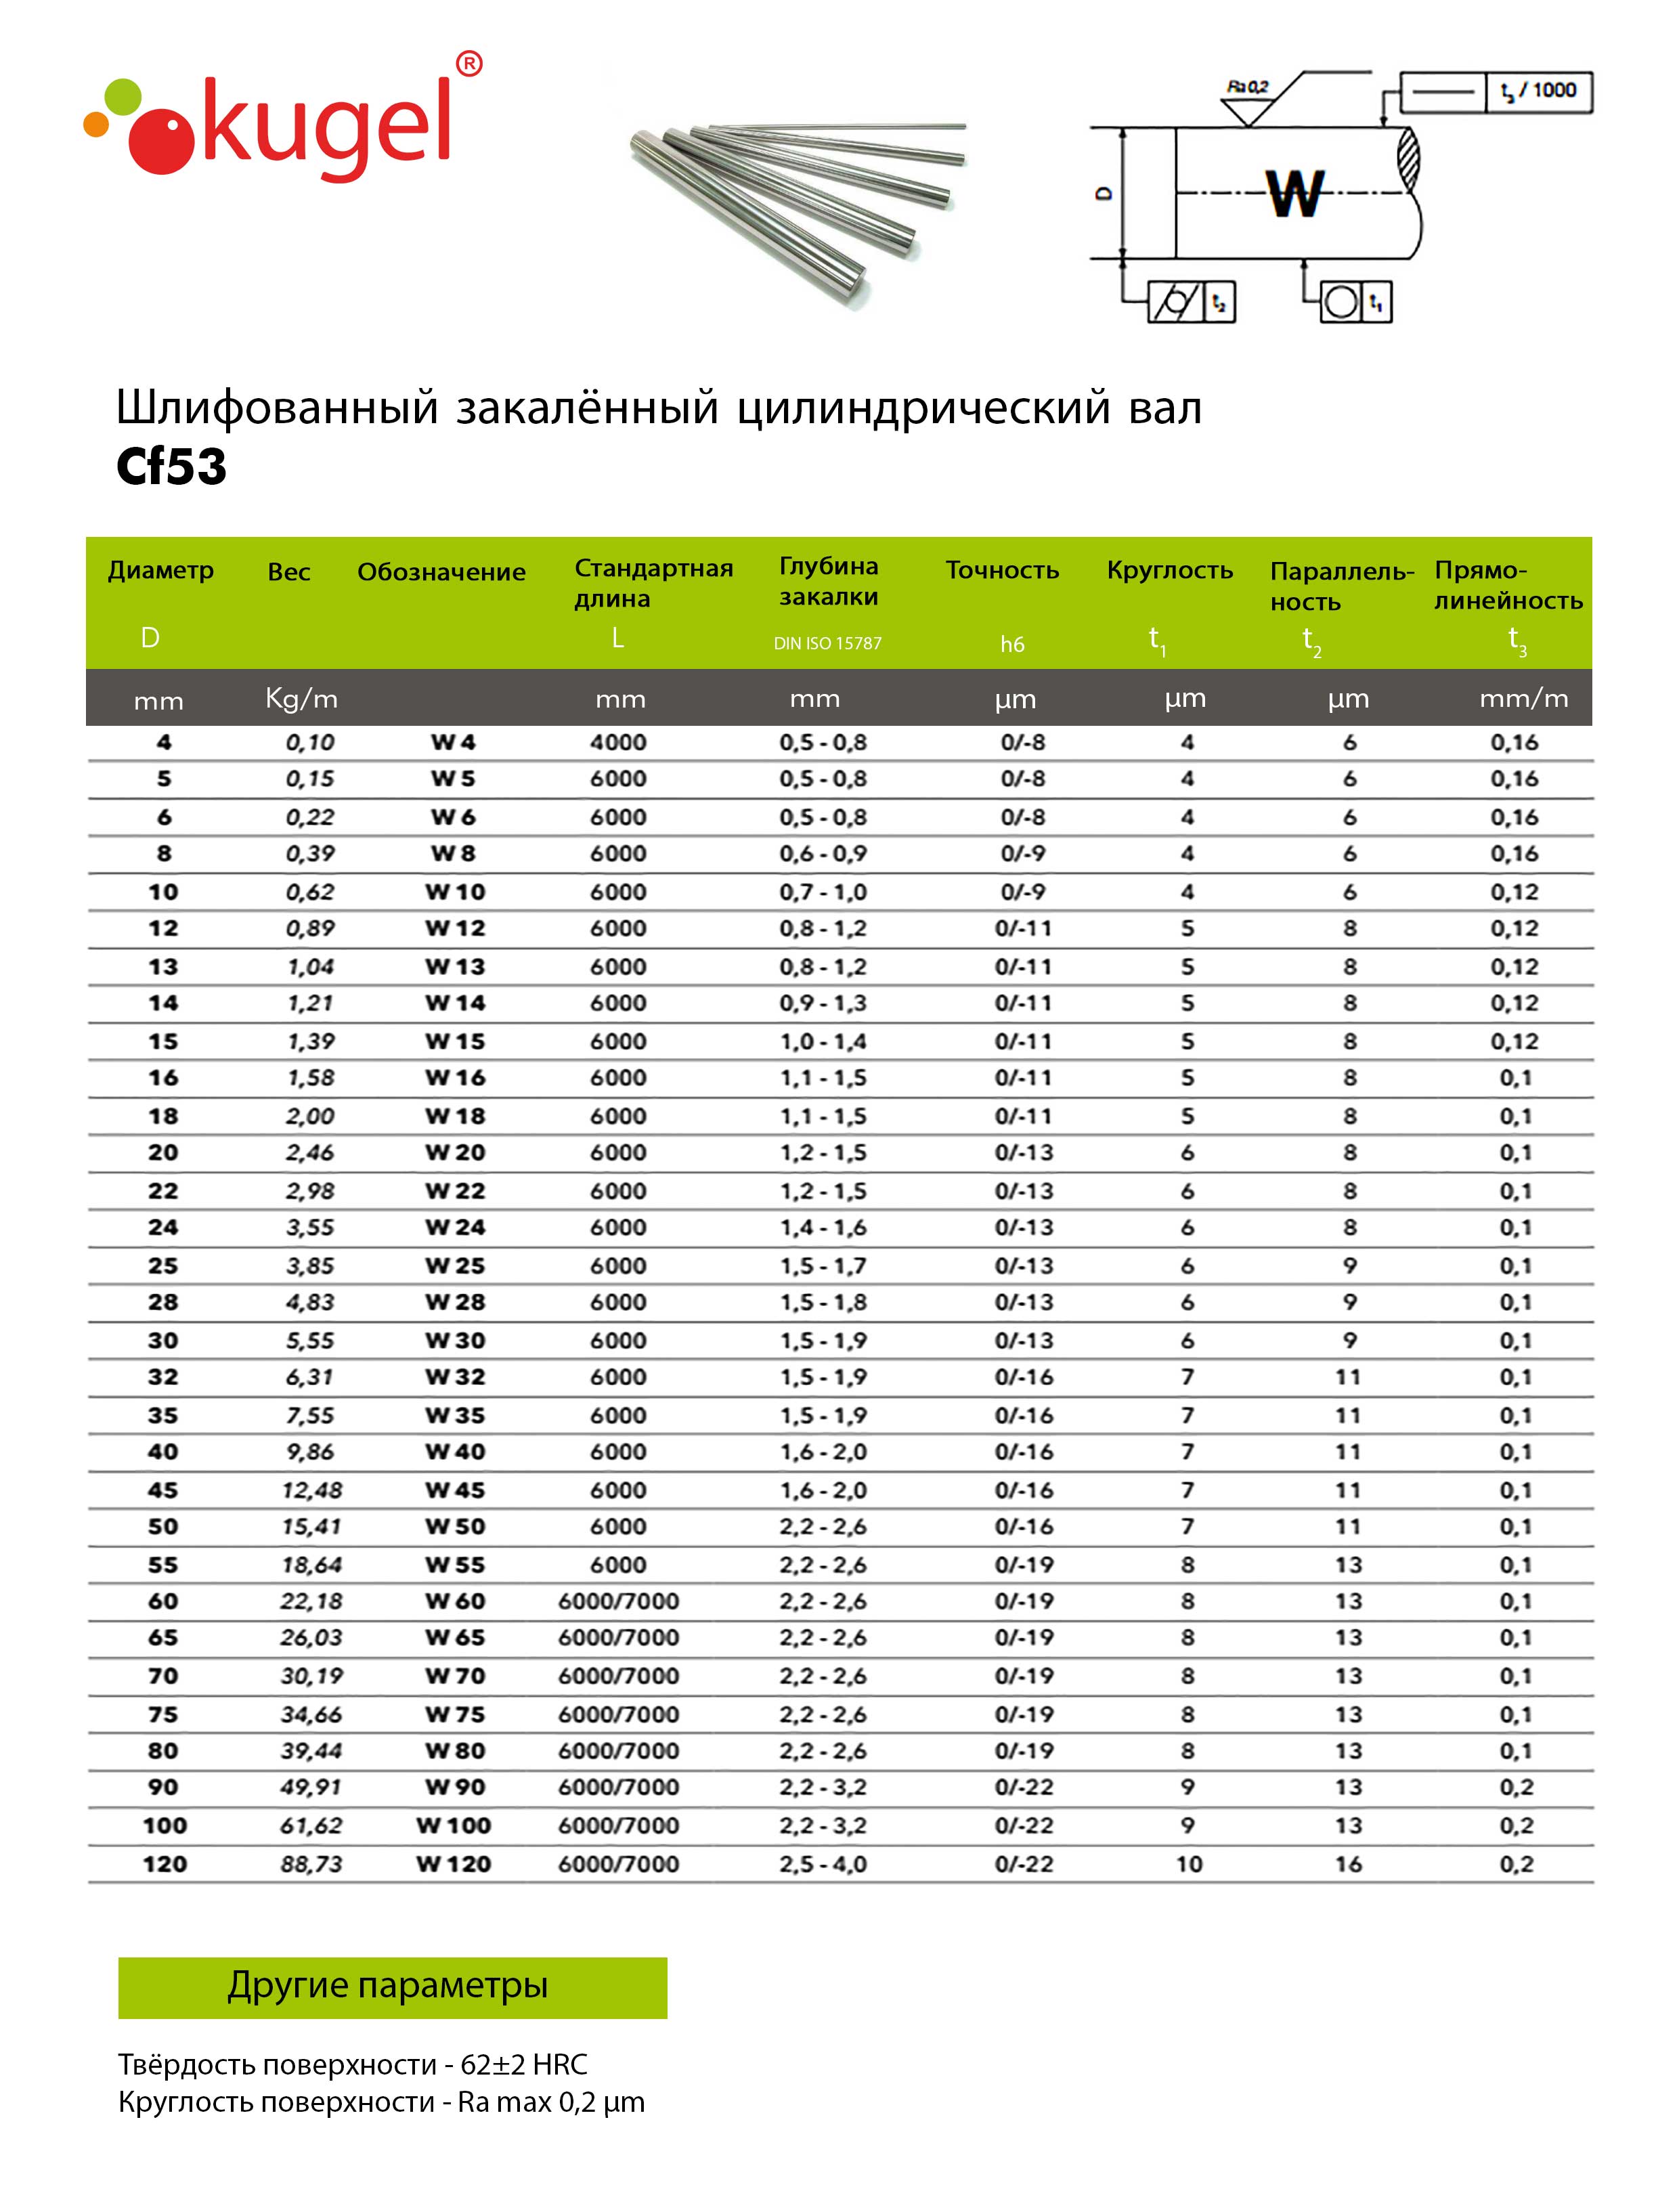 kugel®
Ra 0,2
t3 / 1000
D
W
t2
t1
Шлифованный закалённый цилиндрический вал
Cf53
Диаметр Вес Обозначение Стандартная длина Глубина закалки Точность Круглость Параллель-ность Прямо-линейность
D L DIN ISO 15787 h6 t1 t2 t3
mm Kg/m mm mm µm µm µm mm/m
4 0,10 W 4 4000 0,5 - 0,8 0/-8 4 6 0,16
5 0,15 W 5 6000 0,5 - 0,8 0/-8 4 6 0,16
6 0,22 W 6 6000 0,5 - 0,8 0/-8 4 6 0,16
8 0,39 W 8 6000 0,6 - 0,9 0/-9 4 6 0,16
10 0,62 W 10 6000 0,7 - 1,0 0/-9 4 6 0,12
12 0,89 W 12 6000 0,8 - 1,2 0/-11 5 8 0,12
13 1,04 W 13 6000 0,8 - 1,2 0/-11 5 8 0,12
14 1,21 W 14 6000 0,9 - 1,3 0/-11 5 8 0,12
15 1,39 W 15 6000 1,0 - 1,4 0/-11 5 8 0,12
16 1,58 W 16 6000 1,1 - 1,5 0/-11 5 8 0,1
18 2,00 W 18 6000 1,1 - 1,5 0/-11 5 8 0,1
20 2,46 W 20 6000 1,2 - 1,5 0/-13 6 8 0,1
22 2,98 W 22 6000 1,2 - 1,5 0/-13 6 8 0,1
24 3,55 W 24 6000 1,4 - 1,6 0/-13 6 8 0,1
25 3,85 W 25 6000 1,5 - 1,7 0/-13 6 9 0,1
28 4,83 W 28 6000 1,5 - 1,8 0/-13 6 9 0,1
30 5,55 W 30 6000 1,5 - 1,9 0/-13 6 9 0,1
32 6,31 W 32 6000 1,5 - 1,9 0/-16 7 11 0,1
35 7,55 W 35 6000 1,5 - 1,9 0/-16 7 11 0,1
40 9,86 W 40 6000 1,6 - 2,0 0/-16 7 11 0,1
45 12,48 W 45 6000 1,6 - 2,0 0/-16 7 11 0,1
50 15,41 W 50 6000 2,2 - 2,6 0/-16 7 11 0,1
55 18,64 W 55 6000 2,2 - 2,6 0/-19 8 13 0,1
60 22,18 W 60 6000/7000 2,2 - 2,6 0/-19 8 13 0,1
65 26,03 W 65 6000/7000 2,2 - 2,6 0/-19 8 13 0,1
70 30,19 W 70 6000/7000 2,2 - 2,6 0/-19 8 13 0,1
75 34,66 W 75 6000/7000 2,2 - 2,6 0/-19 8 13 0,1
80 39,44 W 80 6000/7000 2,2 - 2,6 0/-19 8 13 0,1
90 49,91 W 90 6000/7000 2,2 - 3,2 0/-22 9 13 0,2
100 61,62 W 100 6000/7000 2,2 - 3,2 0/-22 9 13 0,2
120 88,73 W 120 6000/7000 2,5 - 4,0 0/-22 10 16 0,2
Другие параметры
Твёрдость поверхности - 62±2 HRC
Круглость поверхности - Ra max 0,2 µm